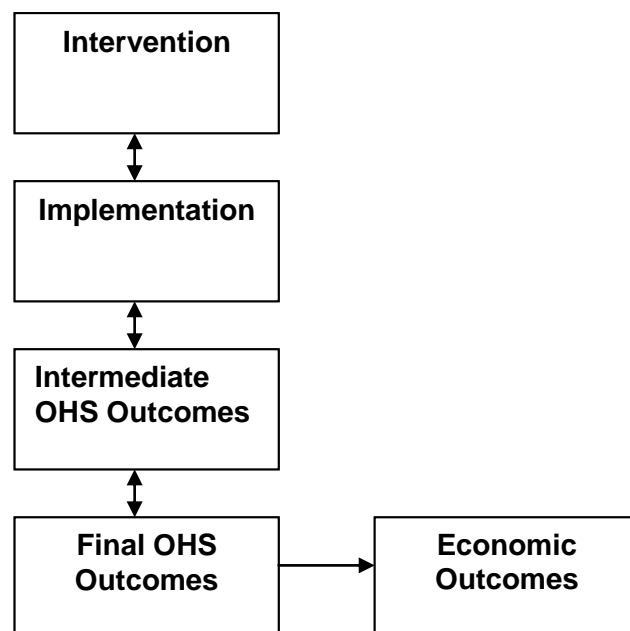 Intervention
Implementation
Intermediate
OHS Outcomes
Final OHS
Outcomes
Economic
Outcomes